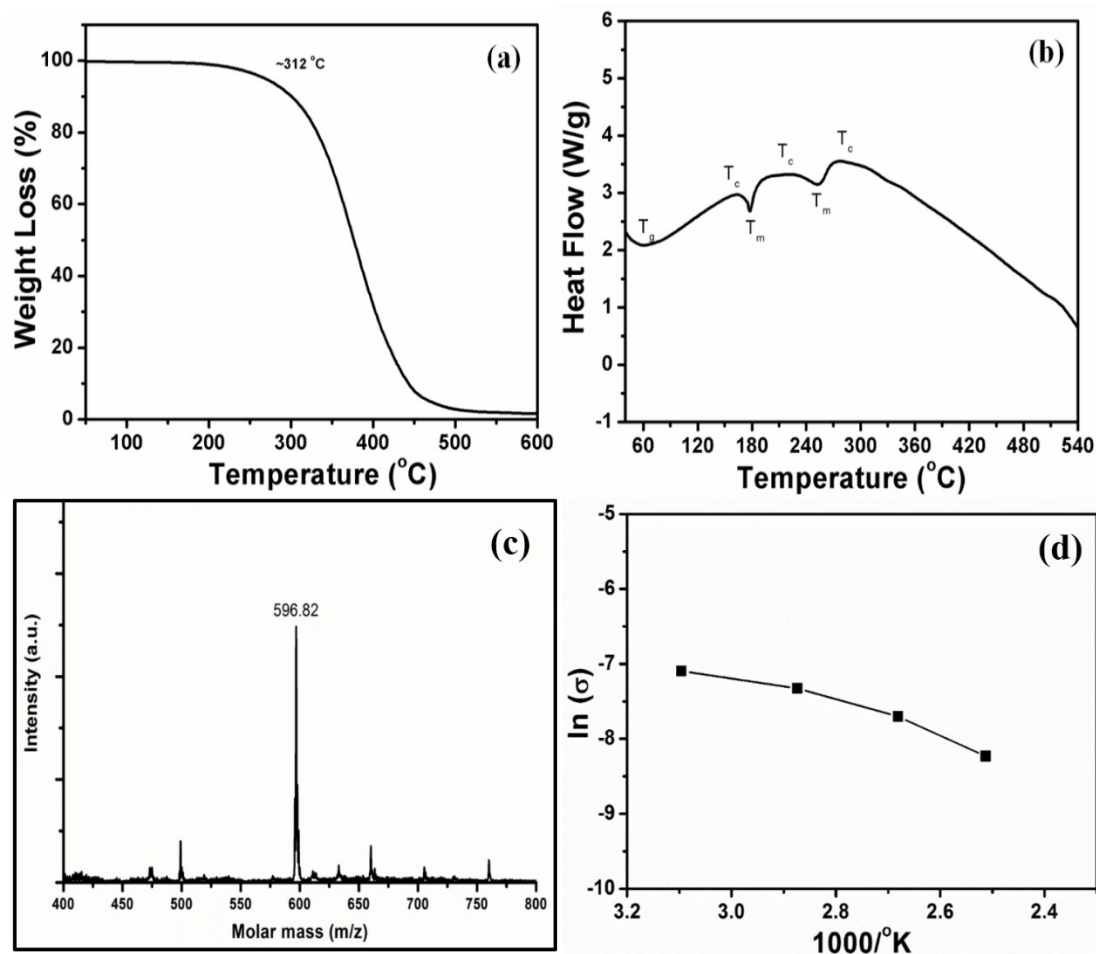 (a)
~312 °C
Weight Loss (%)
100
80
60
40
20
0
100 200 300 400 500 600
Temperature (°C)
(b)
Heat Flow (W/g)
6
5
4
3
2
1
0
-1
T_g
T_c
T_m
T_c
T_m
T_c
60 120 180 240 300 360 420 480 540
Temperature (°C)
(c)
596.82
Intensity (a.u.)
400 450 500 550 600 650 700 750 800
Molar mass (m/z)
(d)
ln (σ)
-5
-6
-7
-8
-9
-10
3.2 3.0 2.8 2.6 2.4
1000/°K